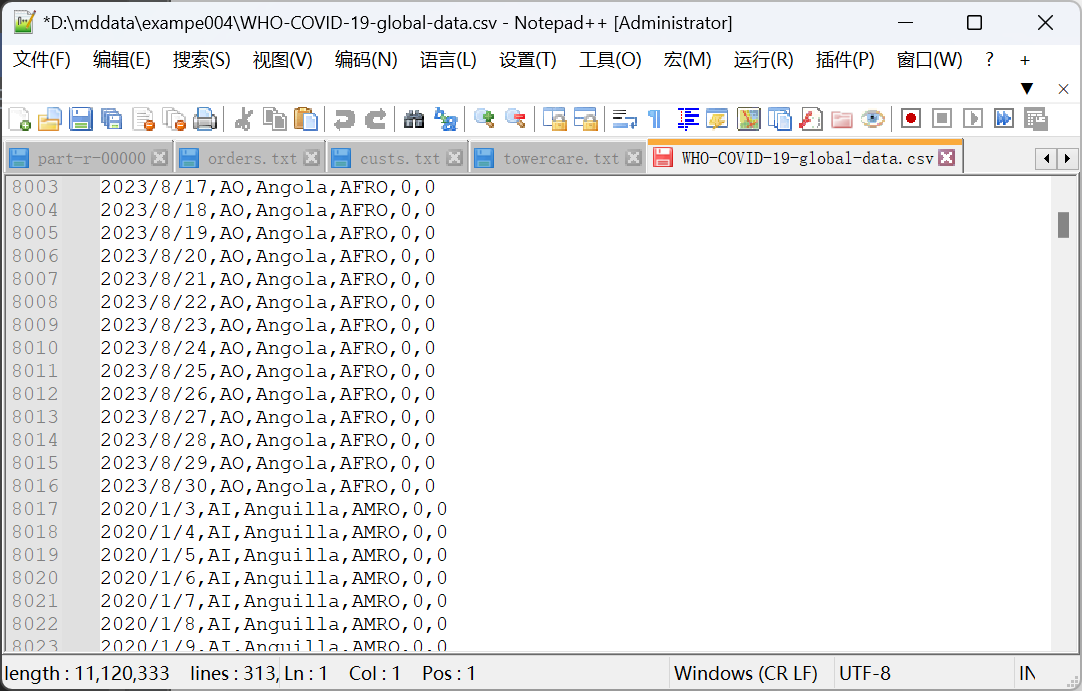 *D:\mddata\exampe004\WHO-COVID-19-global-data.csv - Notepad++ [Administrator]
文件(F) 编辑(E) 搜索(S) 视图(V) 编码(N) 语言(L) 设置(T) 工具(O) 宏(M) 运行(R) 插件(P) 窗口(W) ? +
part-r-00000 orders.txt custs.txt towercare.txt WHO-COVID-19-global-data.csv
8003 2023/8/17,AO,Angola,AFRO,0,0
8004 2023/8/18,AO,Angola,AFRO,0,0
8005 2023/8/19,AO,Angola,AFRO,0,0
8006 2023/8/20,AO,Angola,AFRO,0,0
8007 2023/8/21,AO,Angola,AFRO,0,0
8008 2023/8/22,AO,Angola,AFRO,0,0
8009 2023/8/23,AO,Angola,AFRO,0,0
8010 2023/8/24,AO,Angola,AFRO,0,0
8011 2023/8/25,AO,Angola,AFRO,0,0
8012 2023/8/26,AO,Angola,AFRO,0,0
8013 2023/8/27,AO,Angola,AFRO,0,0
8014 2023/8/28,AO,Angola,AFRO,0,0
8015 2023/8/29,AO,Angola,AFRO,0,0
8016 2023/8/30,AO,Angola,AFRO,0,0
8017 2020/1/3,AI,Anguilla,AMRO,0,0
8018 2020/1/4,AI,Anguilla,AMRO,0,0
8019 2020/1/5,AI,Anguilla,AMRO,0,0
8020 2020/1/6,AI,Anguilla,AMRO,0,0
8021 2020/1/7,AI,Anguilla,AMRO,0,0
8022 2020/1/8,AI,Anguilla,AMRO,0,0
8023 2020/1/9,AI,Anguilla,AMRO,0,0
length : 11,120,333 lines : 313, Ln : 1 Col : 1 Pos : 1 Windows (CR LF) UTF-8 IN